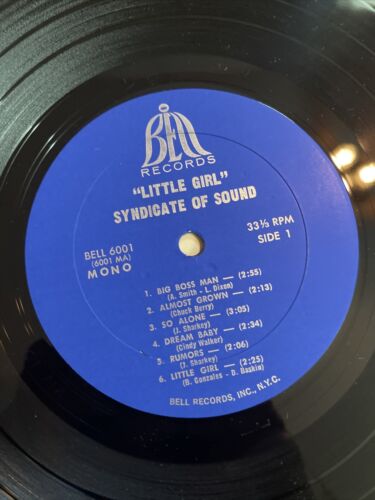 BELL
RECORDS
"LITTLE GIRL"
SYNDICATE OF SOUND
BELL 6001
(6001 MA)
MONO
33⅓ RPM
SIDE 1
1. BIG BOSS MAN — (2:55)
(A. Smith - L. Dixon)
2. ALMOST GROWN — (2:13)
(Chuck Berry)
3. SO ALONE — (3:05)
(J. Sharkey)
4. DREAM BABY — (2:34)
(Cindy Walker)
5. RUMORS — (2:06)
(J. Sharkey)
6. LITTLE GIRL — (2:25)
(B. Gonzales - D. Baskin)
BELL RECORDS, INC., N.Y.C.